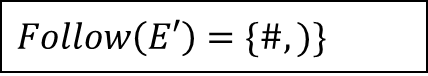 Follow(E′) = {#, )}